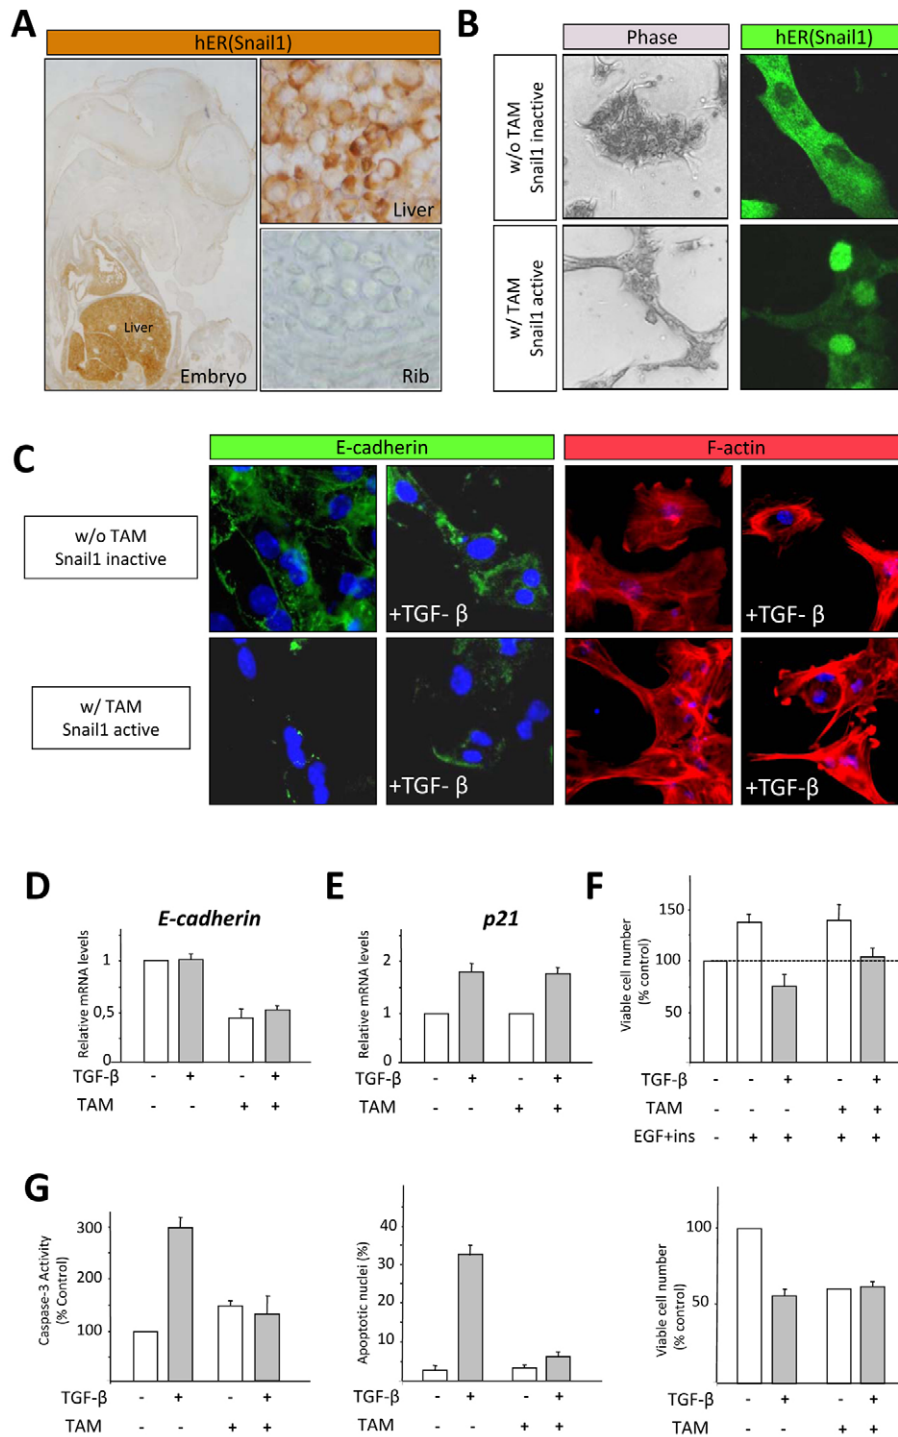 A
hER(Snail1)
Liver
Embryo
Liver
Rib
B
Phase
hER(Snail1)
w/o TAM
Snail1 inactive
w/ TAM
Snail1 active
C
E-cadherin
F-actin
w/o TAM
Snail1 inactive
+TGF- β
+TGF- β
w/ TAM
Snail1 active
+TGF- β
+TGF-β
D
E-cadherin
Relative mRNA levels
1
0,5
0
TGF-β - + - +
TAM - - + +
E
p21
Relative mRNA levels
2
1
0
TGF-β - + - +
TAM - - + +
F
Viable cell number
(% control)
150
100
50
TGF-β - - + - +
TAM - - - + +
EGF+ins - + + + +
G
Caspase-3 Activity
(% Control)
300
200
100
TGF-β - + - +
TAM - - + +
Apoptotic nuclei (%)
40
30
20
10
TGF-β - + - +
TAM - - + +
Viable cell number
(% control)
100
50
TGF-β - + - +
TAM - - + +